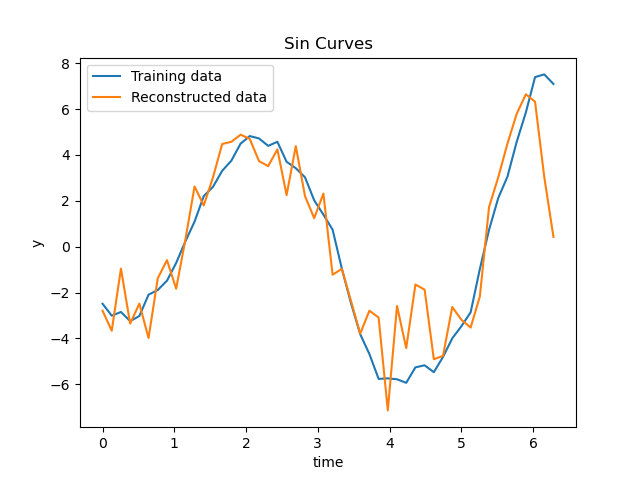 Sin Curves
Training data
Reconstructed data
8
6
4
2
0
−2
−4
−6
y
0 1 2 3 4 5 6
time